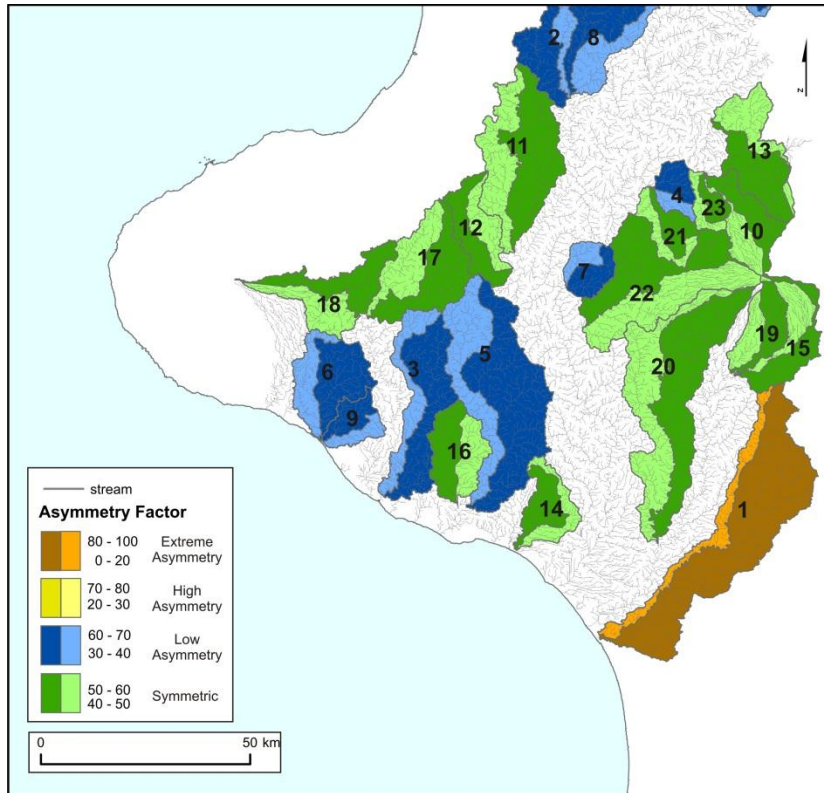 2
8
11
13
4
23
12
10
21
17
7
22
18
19
15
6
3
5
20
9
16
14
1
N
stream
Asymmetry Factor
80 - 100 Extreme
0 - 20 Asymmetry
70 - 80 High
20 - 30 Asymmetry
60 - 70 Low
30 - 40 Asymmetry
50 - 60 Symmetric
40 - 50
0 50 km